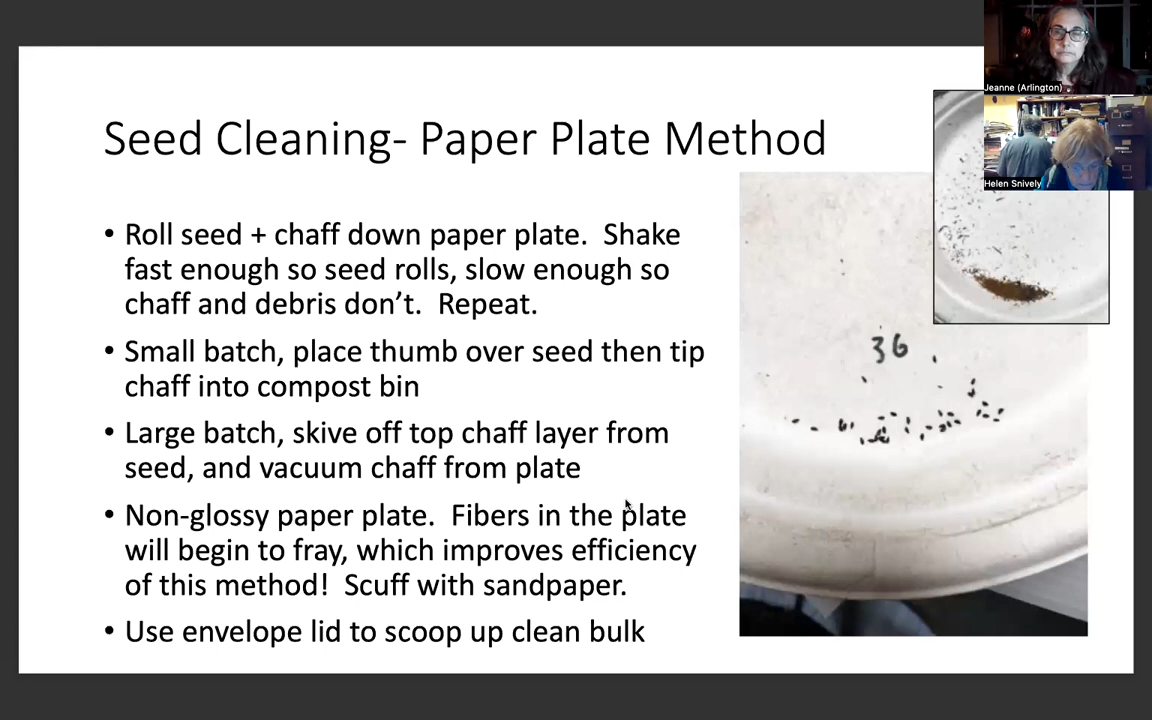 Jeanne (Arlington)
Helen Snively
Seed Cleaning- Paper Plate Method
• Roll seed + chaff down paper plate.  Shake
fast enough so seed rolls, slow enough so
chaff and debris don’t.  Repeat.
• Small batch, place thumb over seed then tip
chaff into compost bin
• Large batch, skive off top chaff layer from
seed, and vacuum chaff from plate
• Non-glossy paper plate.  Fibers in the plate
will begin to fray, which improves efficiency
of this method!  Scuff with sandpaper.
• Use envelope lid to scoop up clean bulk
36